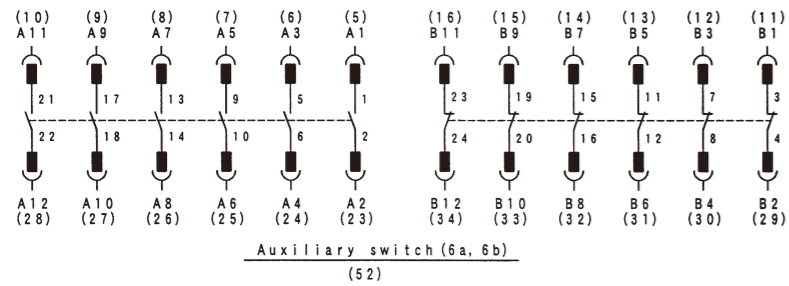 (10) (9) (8) (7) (6) (5) (16) (15) (14) (13) (12) (11)
A11 A9 A7 A5 A3 A1 B11 B9 B7 B5 B3 B1
21 17 13 9 5 1 23 19 15 11 7 3
22 18 14 10 6 2 24 20 16 12 8 4
A12 A10 A8 A6 A4 A2 B12 B10 B8 B6 B4 B2
(28) (27) (26) (25) (24) (23) (34) (33) (32) (31) (30) (29)
Auxiliary switch(6a,6b)
(52)